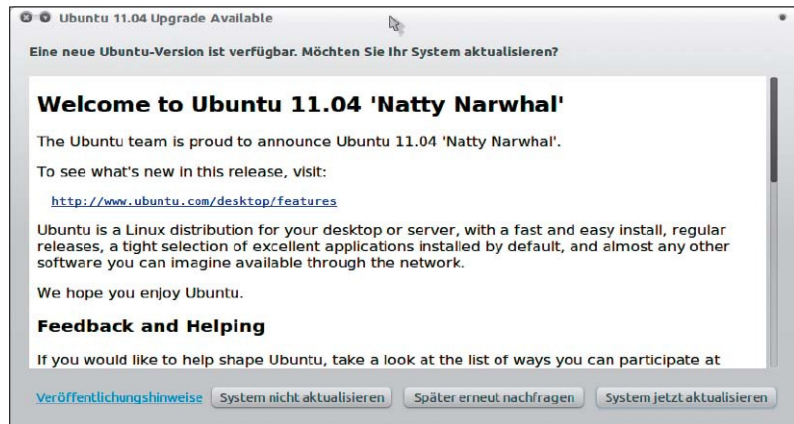 Ubuntu 11.04 Upgrade Available
Eine neue Ubuntu-Version ist verfügbar. Möchten Sie Ihr System aktualisieren?
Welcome to Ubuntu 11.04 'Natty Narwhal'
The Ubuntu team is proud to announce Ubuntu 11.04 'Natty Narwhal'.
To see what's new in this release, visit:
http://www.ubuntu.com/desktop/features
Ubuntu is a Linux distribution for your desktop or server, with a fast and easy install, regular
releases, a tight selection of excellent applications installed by default, and almost any other
software you can imagine available through the network.
We hope you enjoy Ubuntu.
Feedback and Helping
If you would like to help shape Ubuntu, take a look at the list of ways you can participate at
Veröffentlichungshinweise System nicht aktualisieren Später erneut nachfragen System jetzt aktualisieren